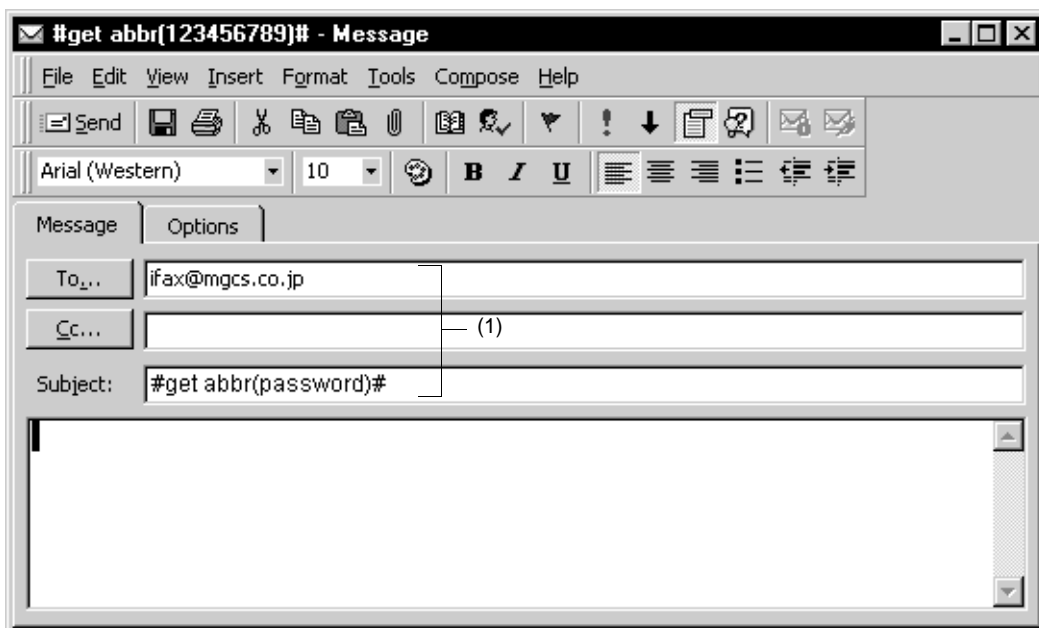 #get abbr(123456789)# - Message
File Edit View Insert Format Tools Compose Help
Send
Arial (Western) 10 B I U
Message Options
To... ifax@mgcs.co.jp
Cc...
(1)
Subject: #get abbr(password)#